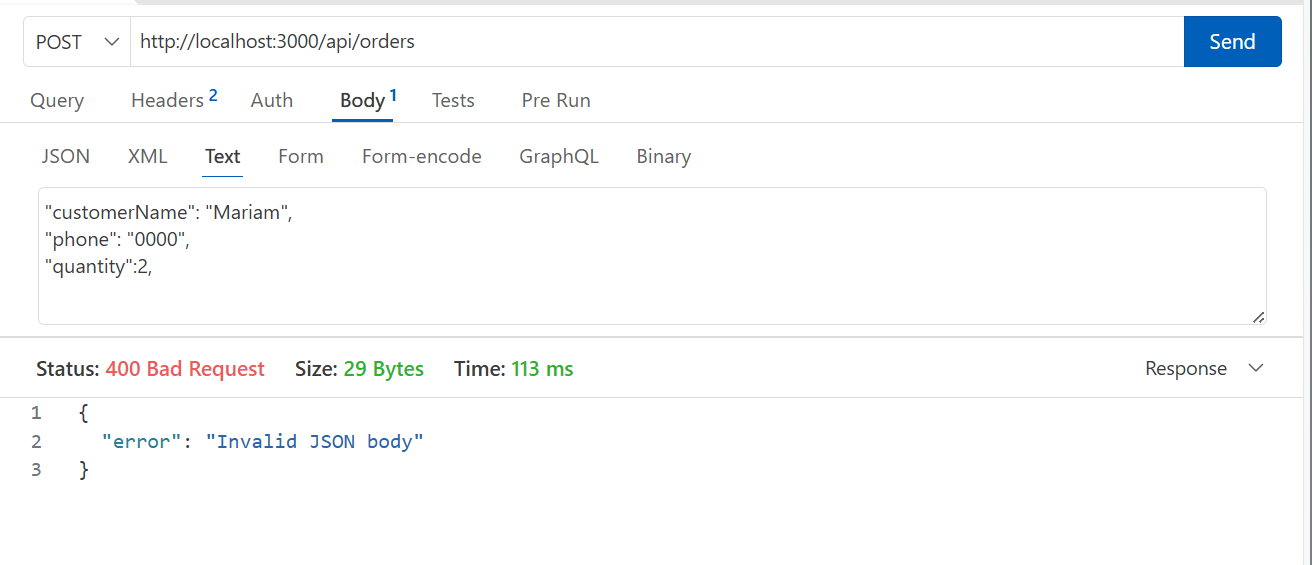 POST http://localhost:3000/api/orders Send
Query Headers 2 Auth Body 1 Tests Pre Run
JSON XML Text Form Form-encode GraphQL Binary
"customerName": "Mariam",
"phone": "0000",
"quantity":2,
Status: 400 Bad Request Size: 29 Bytes Time: 113 ms Response
1 {
2 "error": "Invalid JSON body"
3 }